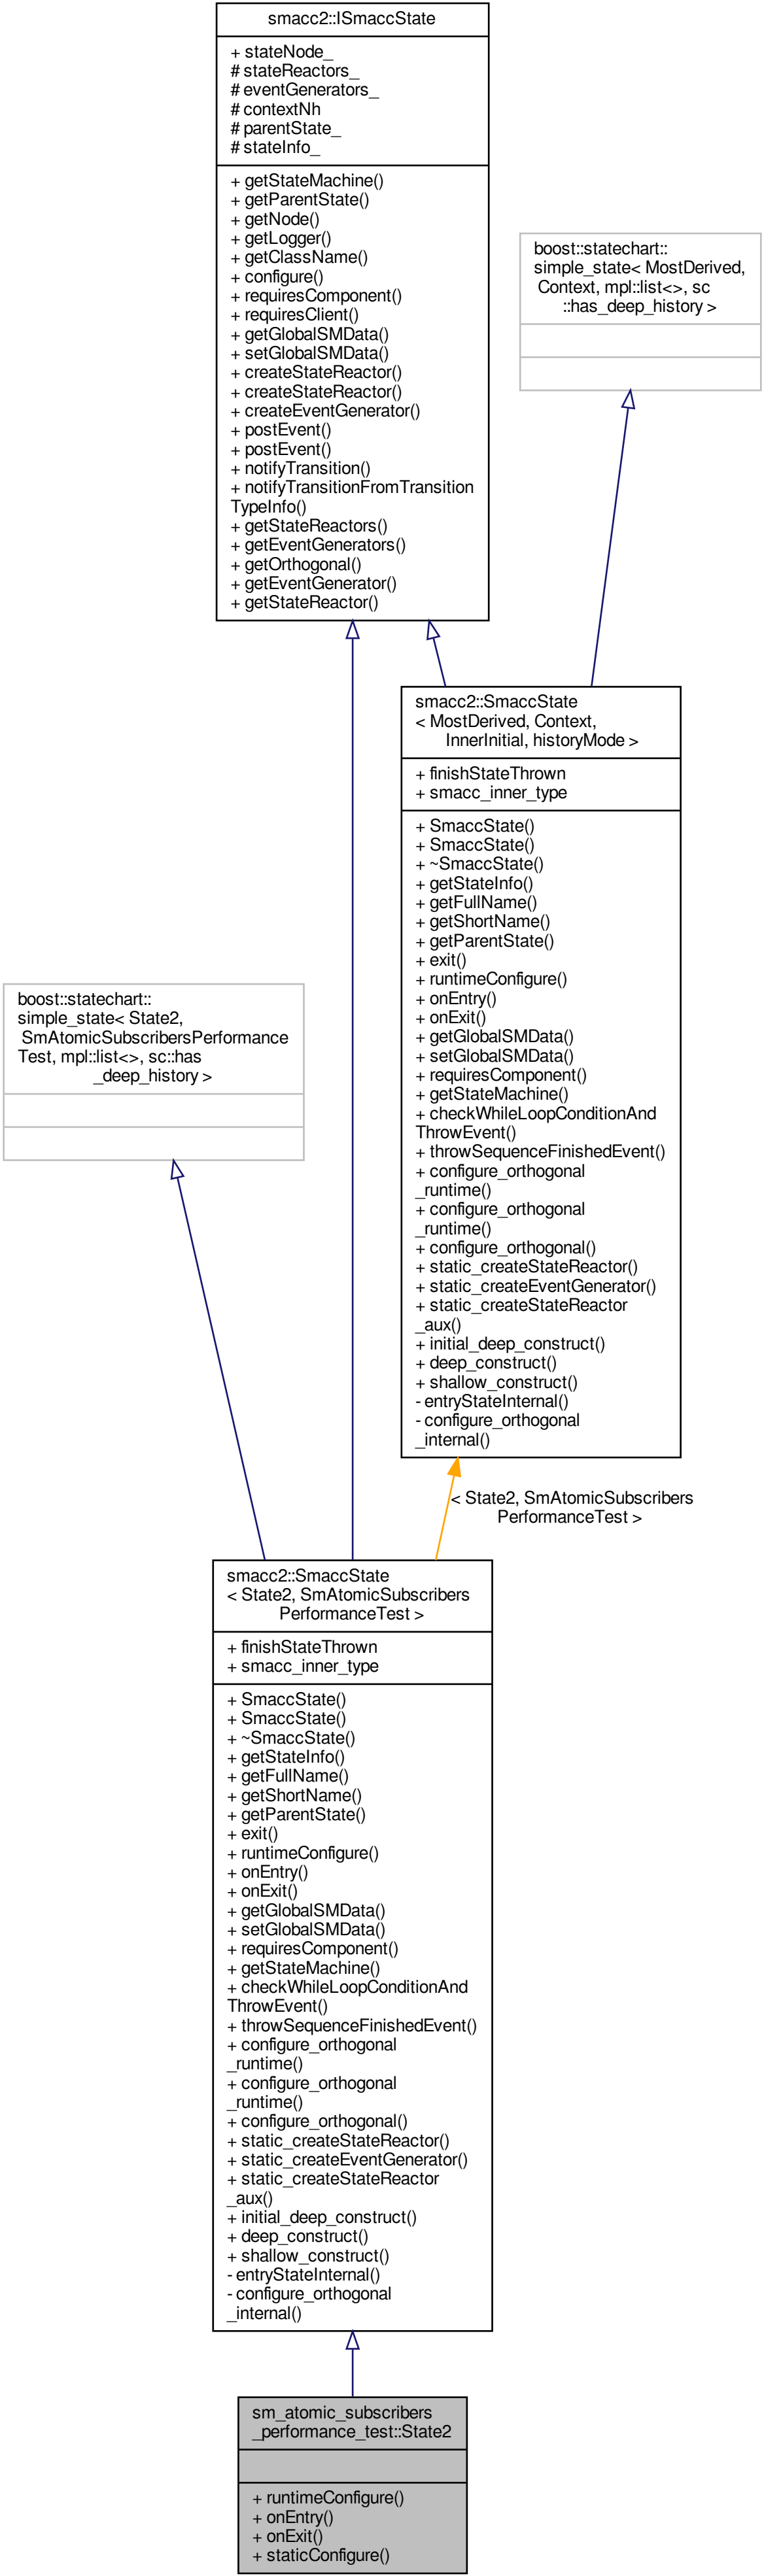 smacc2::ISmaccState
+ stateNode_
# stateReactors_
# eventGenerators_
# contextNh
# parentState_
# stateInfo_
+ getStateMachine()
+ getParentState()
+ getNode()
+ getLogger()
+ getClassName()
+ configure()
+ requiresComponent()
+ requiresClient()
+ getGlobalSMData()
+ setGlobalSMData()
+ createStateReactor()
+ createStateReactor()
+ createEventGenerator()
+ postEvent()
+ postEvent()
+ notifyTransition()
+ notifyTransitionFromTransition
TypeInfo()
+ getStateReactors()
+ getEventGenerators()
+ getOrthogonal()
+ getEventGenerator()
+ getStateReactor()
boost::statechart::
simple_state< MostDerived,
Context, mpl::list<>, sc
::has_deep_history >
smacc2::SmaccState
< MostDerived, Context,
InnerInitial, historyMode >
+ finishStateThrown
+ smacc_inner_type
+ SmaccState()
+ SmaccState()
+ ~SmaccState()
+ getStateInfo()
+ getFullName()
+ getShortName()
+ getParentState()
+ exit()
+ runtimeConfigure()
+ onEntry()
+ onExit()
+ getGlobalSMData()
+ setGlobalSMData()
+ requiresComponent()
+ getStateMachine()
+ checkWhileLoopConditionAnd
ThrowEvent()
+ throwSequenceFinishedEvent()
+ configure_orthogonal
_runtime()
+ configure_orthogonal
_runtime()
+ configure_orthogonal()
+ static_createStateReactor()
+ static_createEventGenerator()
+ static_createStateReactor
_aux()
+ initial_deep_construct()
+ deep_construct()
+ shallow_construct()
- entryStateInternal()
- configure_orthogonal
_internal()
boost::statechart::
simple_state< State2,
SmAtomicSubscribersPerformance
Test, mpl::list<>, sc::has
_deep_history >
< State2, SmAtomicSubscribers
PerformanceTest >
smacc2::SmaccState
< State2, SmAtomicSubscribers
PerformanceTest >
+ finishStateThrown
+ smacc_inner_type
+ SmaccState()
+ SmaccState()
+ ~SmaccState()
+ getStateInfo()
+ getFullName()
+ getShortName()
+ getParentState()
+ exit()
+ runtimeConfigure()
+ onEntry()
+ onExit()
+ getGlobalSMData()
+ setGlobalSMData()
+ requiresComponent()
+ getStateMachine()
+ checkWhileLoopConditionAnd
ThrowEvent()
+ throwSequenceFinishedEvent()
+ configure_orthogonal
_runtime()
+ configure_orthogonal
_runtime()
+ configure_orthogonal()
+ static_createStateReactor()
+ static_createEventGenerator()
+ static_createStateReactor
_aux()
+ initial_deep_construct()
+ deep_construct()
+ shallow_construct()
- entryStateInternal()
- configure_orthogonal
_internal()
sm_atomic_subscribers
_performance_test::State2
+ runtimeConfigure()
+ onEntry()
+ onExit()
+ staticConfigure()